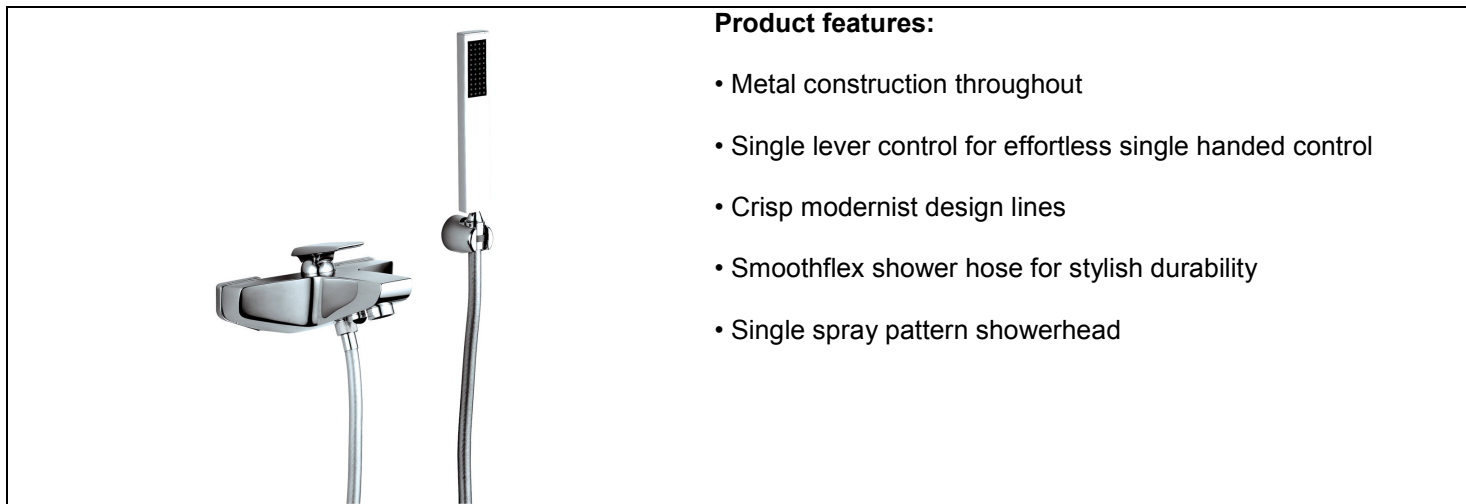 Product features:
• Metal construction throughout
• Single lever control for effortless single handed control
• Crisp modernist design lines
• Smoothflex shower hose for stylish durability
• Single spray pattern showerhead